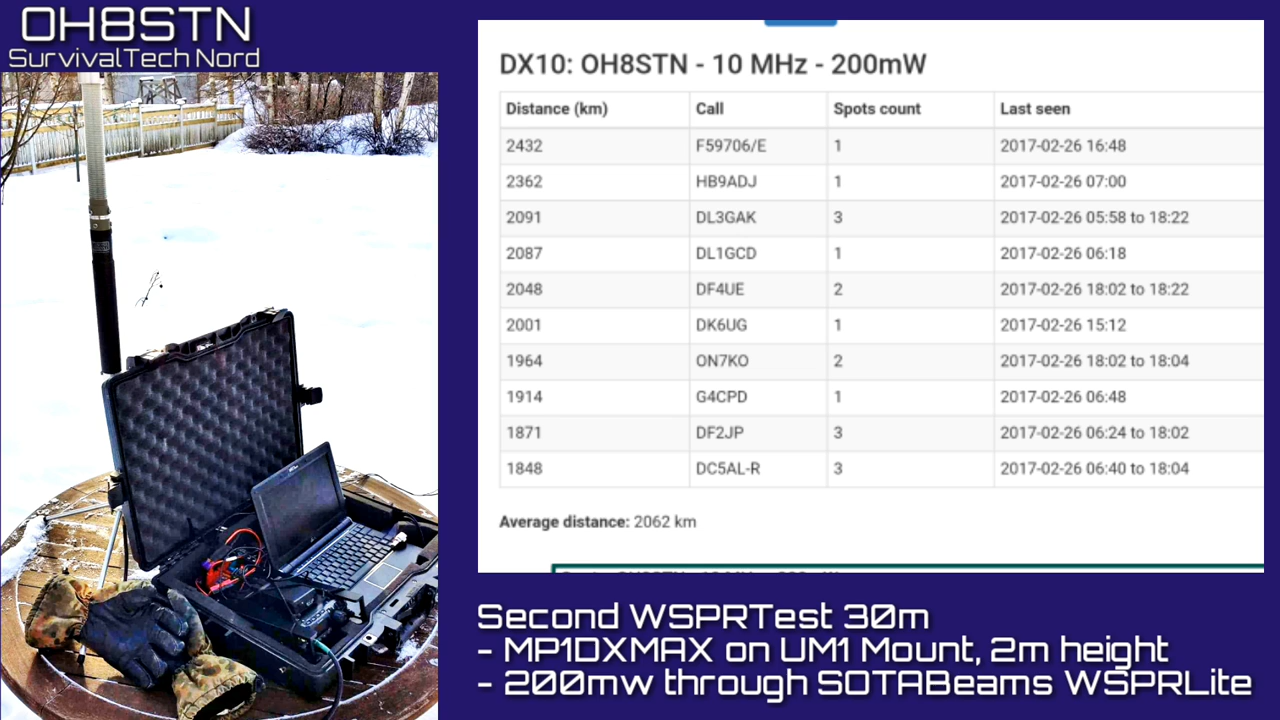 OH8STN
SurvivalTech Nord
DX10: OH8STN - 10 MHz - 200mW
Distance (km) Call Spots count Last seen
2432 F59706/E 1 2017-02-26 16:48
2362 HB9ADJ 1 2017-02-26 07:00
2091 DL3GAK 3 2017-02-26 05:58 to 18:22
2087 DL1GCD 1 2017-02-26 06:18
2048 DF4UE 2 2017-02-26 18:02 to 18:22
2001 DK6UG 1 2017-02-26 15:12
1964 ON7KO 2 2017-02-26 18:02 to 18:04
1914 G4CPD 1 2017-02-26 06:48
1871 DF2JP 3 2017-02-26 06:24 to 18:02
1848 DC5AL-R 3 2017-02-26 06:40 to 18:04
Average distance: 2062 km
Second WSPRTest 30m
- MP1DXMAX on UM1 Mount, 2m height
- 200mw through SOTABeams WSPRLite